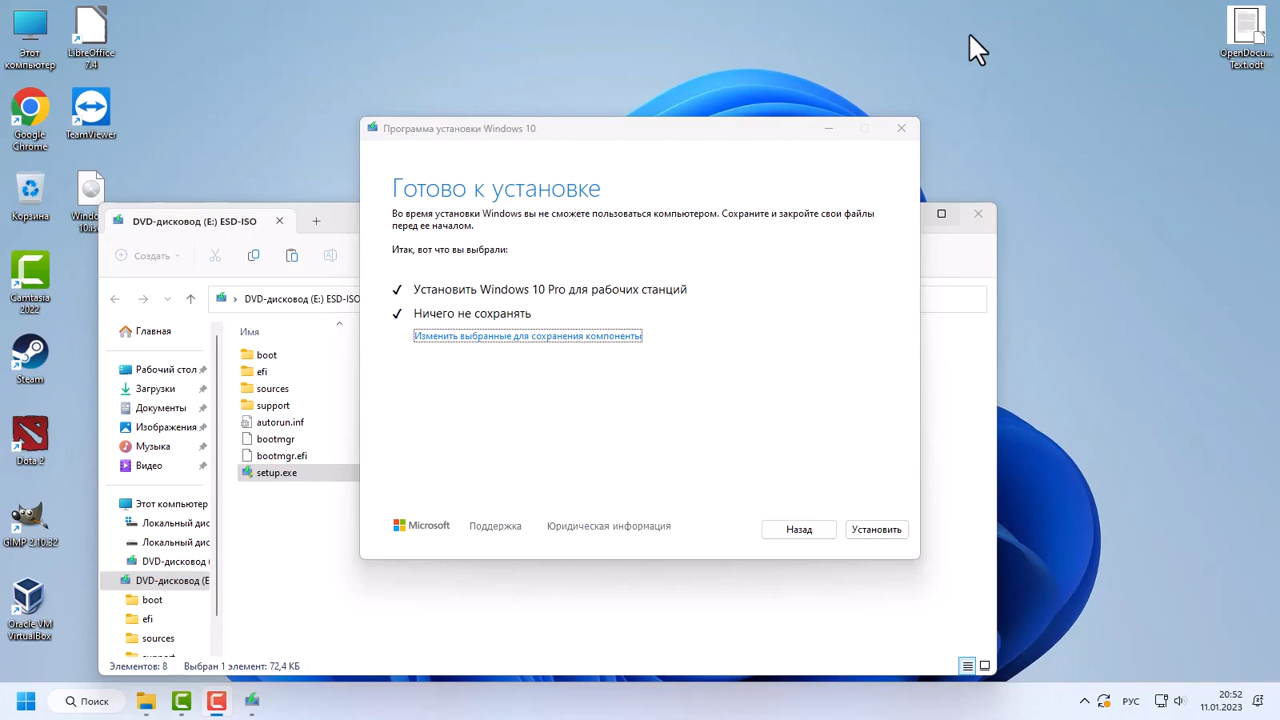 Этот
компьютер
LibreOffice
7.4
OpenDocu...
Text.odt
Google
Chrome
TeamViewer
Корзина
Camtasia
2022
Steam
Dota 2
GIMP 2.10.32
Oracle VM
VirtualBox
DVD-дисковод (E:) ESD-ISO
Создать
DVD-дисковод (E:) ESD-ISO
Главная
Рабочий стол
Загрузки
Документы
Изображения
Музыка
Видео
Этот компьютер
Локальный дис
Локальный дис
DVD-дисковод (
DVD-дисковод (E
boot
efi
sources
Имя
boot
efi
sources
support
autorun.inf
bootmgr
bootmgr.efi
setup.exe
Элементов: 8 Выбран 1 элемент: 72,4 КБ
Программа установки Windows 10
Готово к установке
Во время установки Windows вы не сможете пользоваться компьютером. Сохраните и закройте свои файлы
перед ее началом.
Итак, вот что вы выбрали:
Установить Windows 10 Pro для рабочих станций
Ничего не сохранять
Изменить выбранные для сохранения компоненты
Microsoft Поддержка Юридическая информация
Назад Установить
Поиск
РУС
20:52
11.01.2023